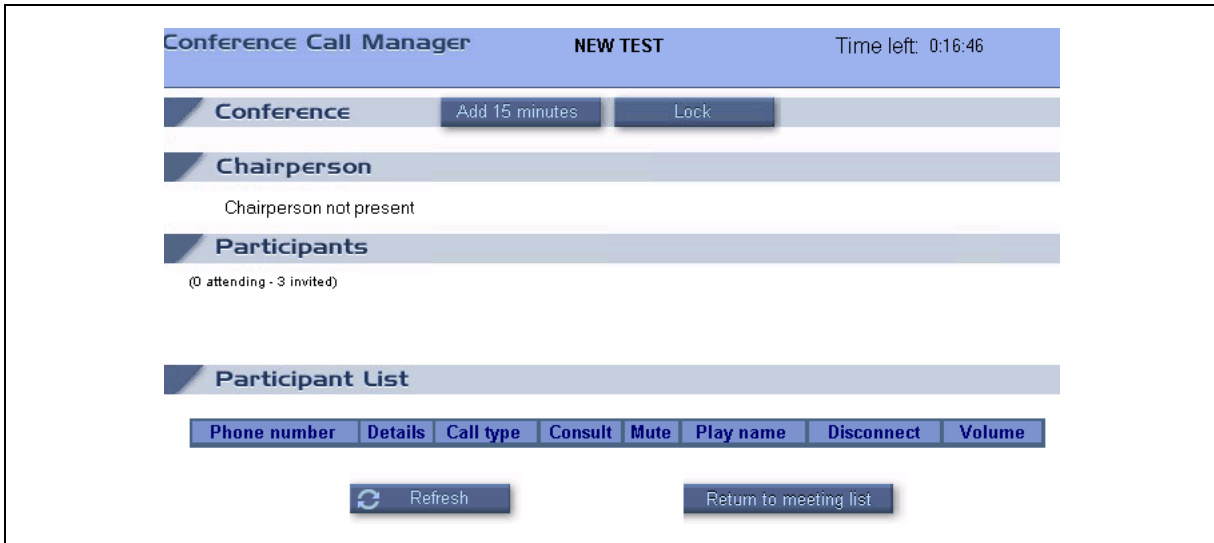 Conference Call Manager NEW TEST Time left: 0:16:46
Conference Add 15 minutes Lock
Chairperson
Chairperson not present
Participants
(0 attending - 3 invited)
Participant List
Phone number Details Call type Consult Mute Play name Disconnect Volume
Refresh Return to meeting list